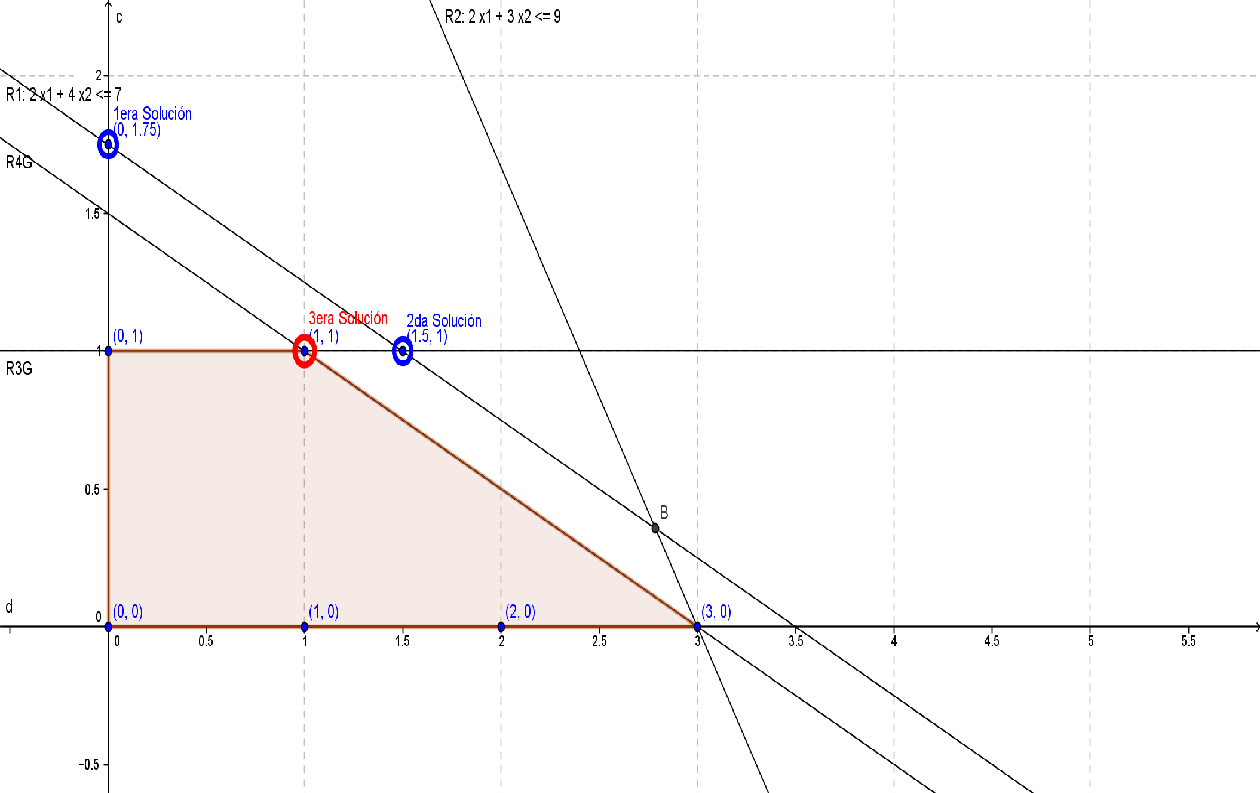 c
R2: 2 x1 + 3 x2 <= 9
2
R1: 2 x1 + 4 x2 <= 7
1era Solución
(0, 1.75)
R4G
1.5
3era Solución
2da Solución
(0, 1)
(1, 1)
(1.5, 1)
1
R3G
0.5
B
d
0
(0, 0)
(1, 0)
(2, 0)
(3, 0)
0
0.5
1
1.5
2
2.5
3
3.5
4
4.5
5
5.5
−0.5